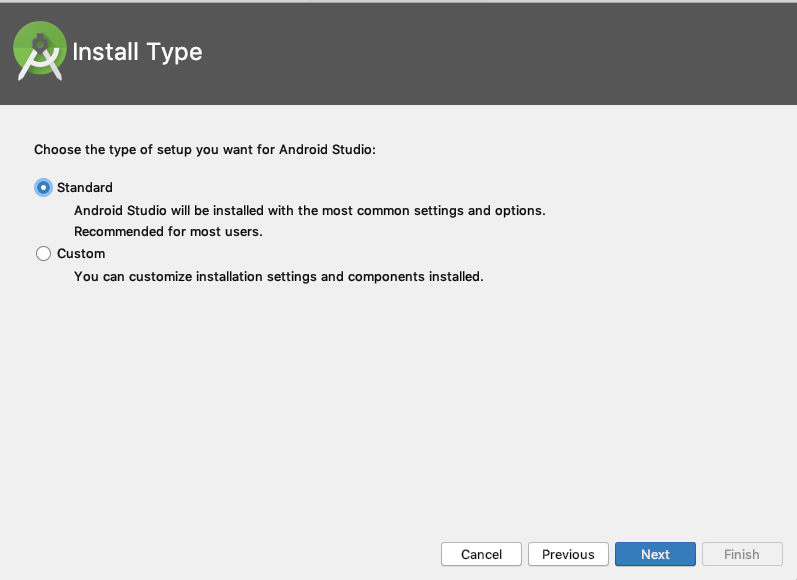 Install Type
Choose the type of setup you want for Android Studio:
Standard
Android Studio will be installed with the most common settings and options.
Recommended for most users.
Custom
You can customize installation settings and components installed.
Cancel Previous Next Finish